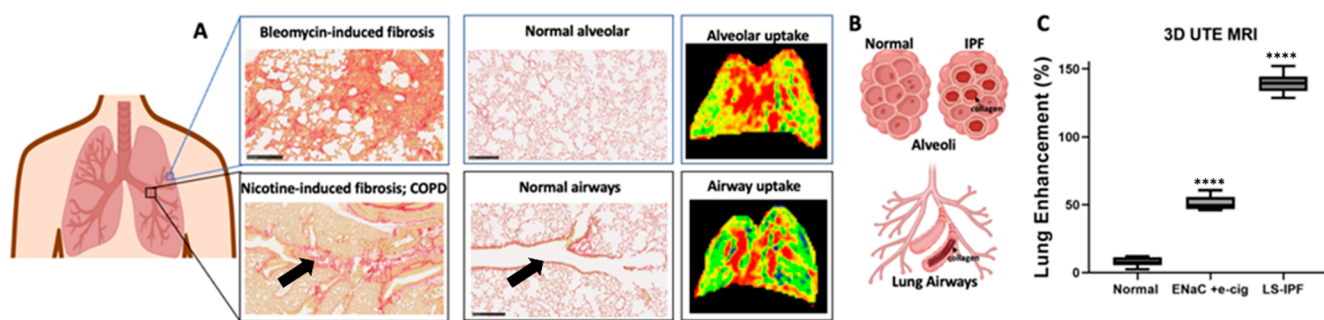 A
Bleomycin-induced fibrosis
Normal alveolar
Alveolar uptake
Nicotine-induced fibrosis; COPD
Normal airways
Airway uptake
B
Normal
IPF
collagen
Alveoli
collagen
Lung Airways
C
3D UTE MRI
Lung Enhancement (%)
150
100
50
0
****
****
Normal
ENaC +e-cig
LS-IPF